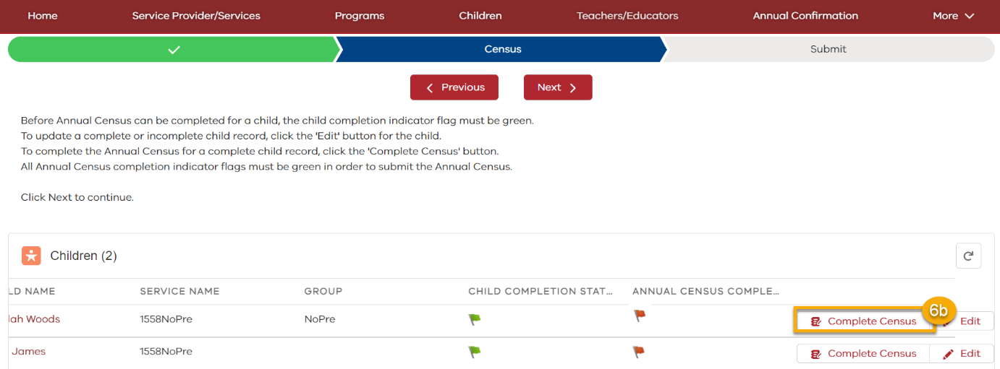 Home Service Provider/Services Programs Children Teachers/Educators Annual Confirmation More
Census Submit
Previous Next
Before Annual Census can be completed for a child, the child completion indicator flag must be green.
To update a complete or incomplete child record, click the 'Edit' button for the child.
To complete the Annual Census for a complete child record, click the 'Complete Census' button.
All Annual Census completion indicator flags must be green in order to submit the Annual Census.
Click Next to continue.
Children (2)
LD NAME SERVICE NAME GROUP CHILD COMPLETION STAT... ANNUAL CENSUS COMPLE...
6b
lah Woods 1558NoPre NoPre Complete Census Edit
James 1558NoPre Complete Census Edit